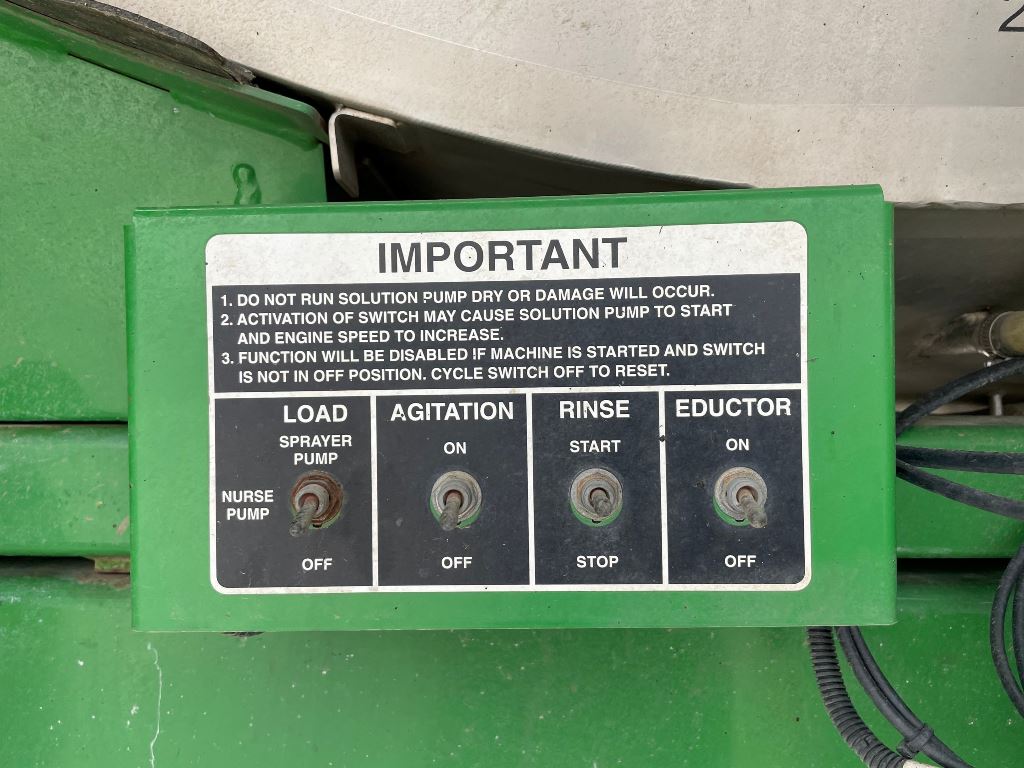 IMPORTANT
1. DO NOT RUN SOLUTION PUMP DRY OR DAMAGE WILL OCCUR.
2. ACTIVATION OF SWITCH MAY CAUSE SOLUTION PUMP TO START
AND ENGINE SPEED TO INCREASE.
3. FUNCTION WILL BE DISABLED IF MACHINE IS STARTED AND SWITCH
IS NOT IN OFF POSITION. CYCLE SWITCH OFF TO RESET.
LOAD
SPRAYER
PUMP
NURSE
PUMP
OFF
AGITATION
ON
OFF
RINSE
START
STOP
EDUCTOR
ON
OFF